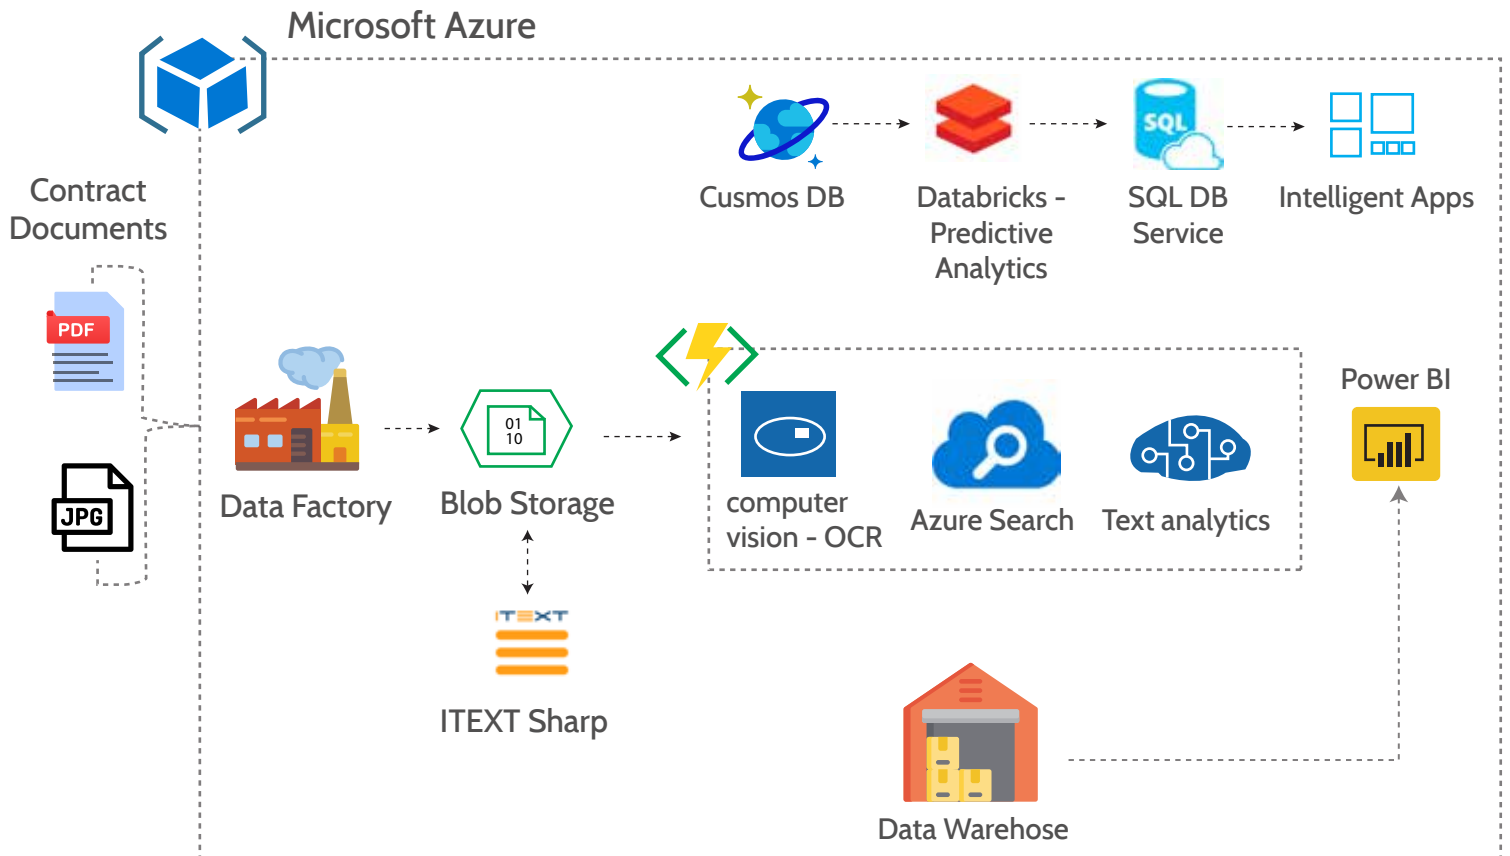 Microsoft Azure
Contract
Documents
PDF
JPG
Cusmos DB
Databricks -
Predictive
Analytics
SQL
SQL DB
Service
Intelligent Apps
Data Factory
01
10
Blob Storage
ITEXT
ITEXT Sharp
computer
vision - OCR
Azure Search
Text analytics
Power BI
Data Warehose